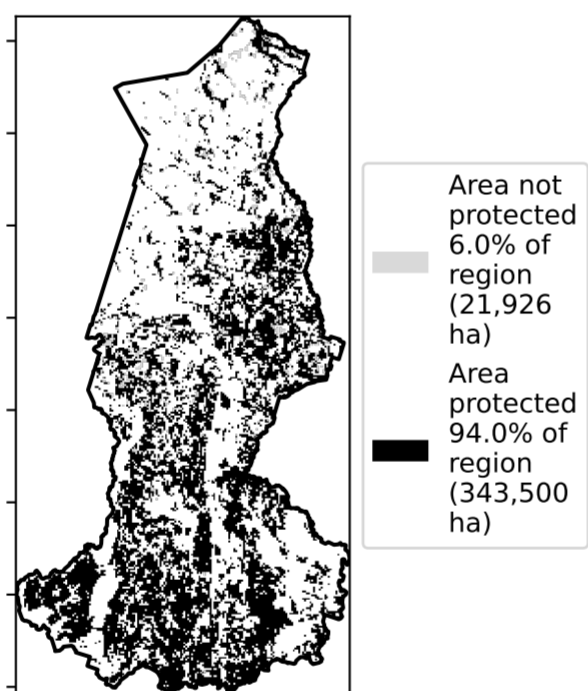 Area not
protected
6.0% of
region
(21,926
ha)
Area
protected
94.0% of
region
(343,500
ha)